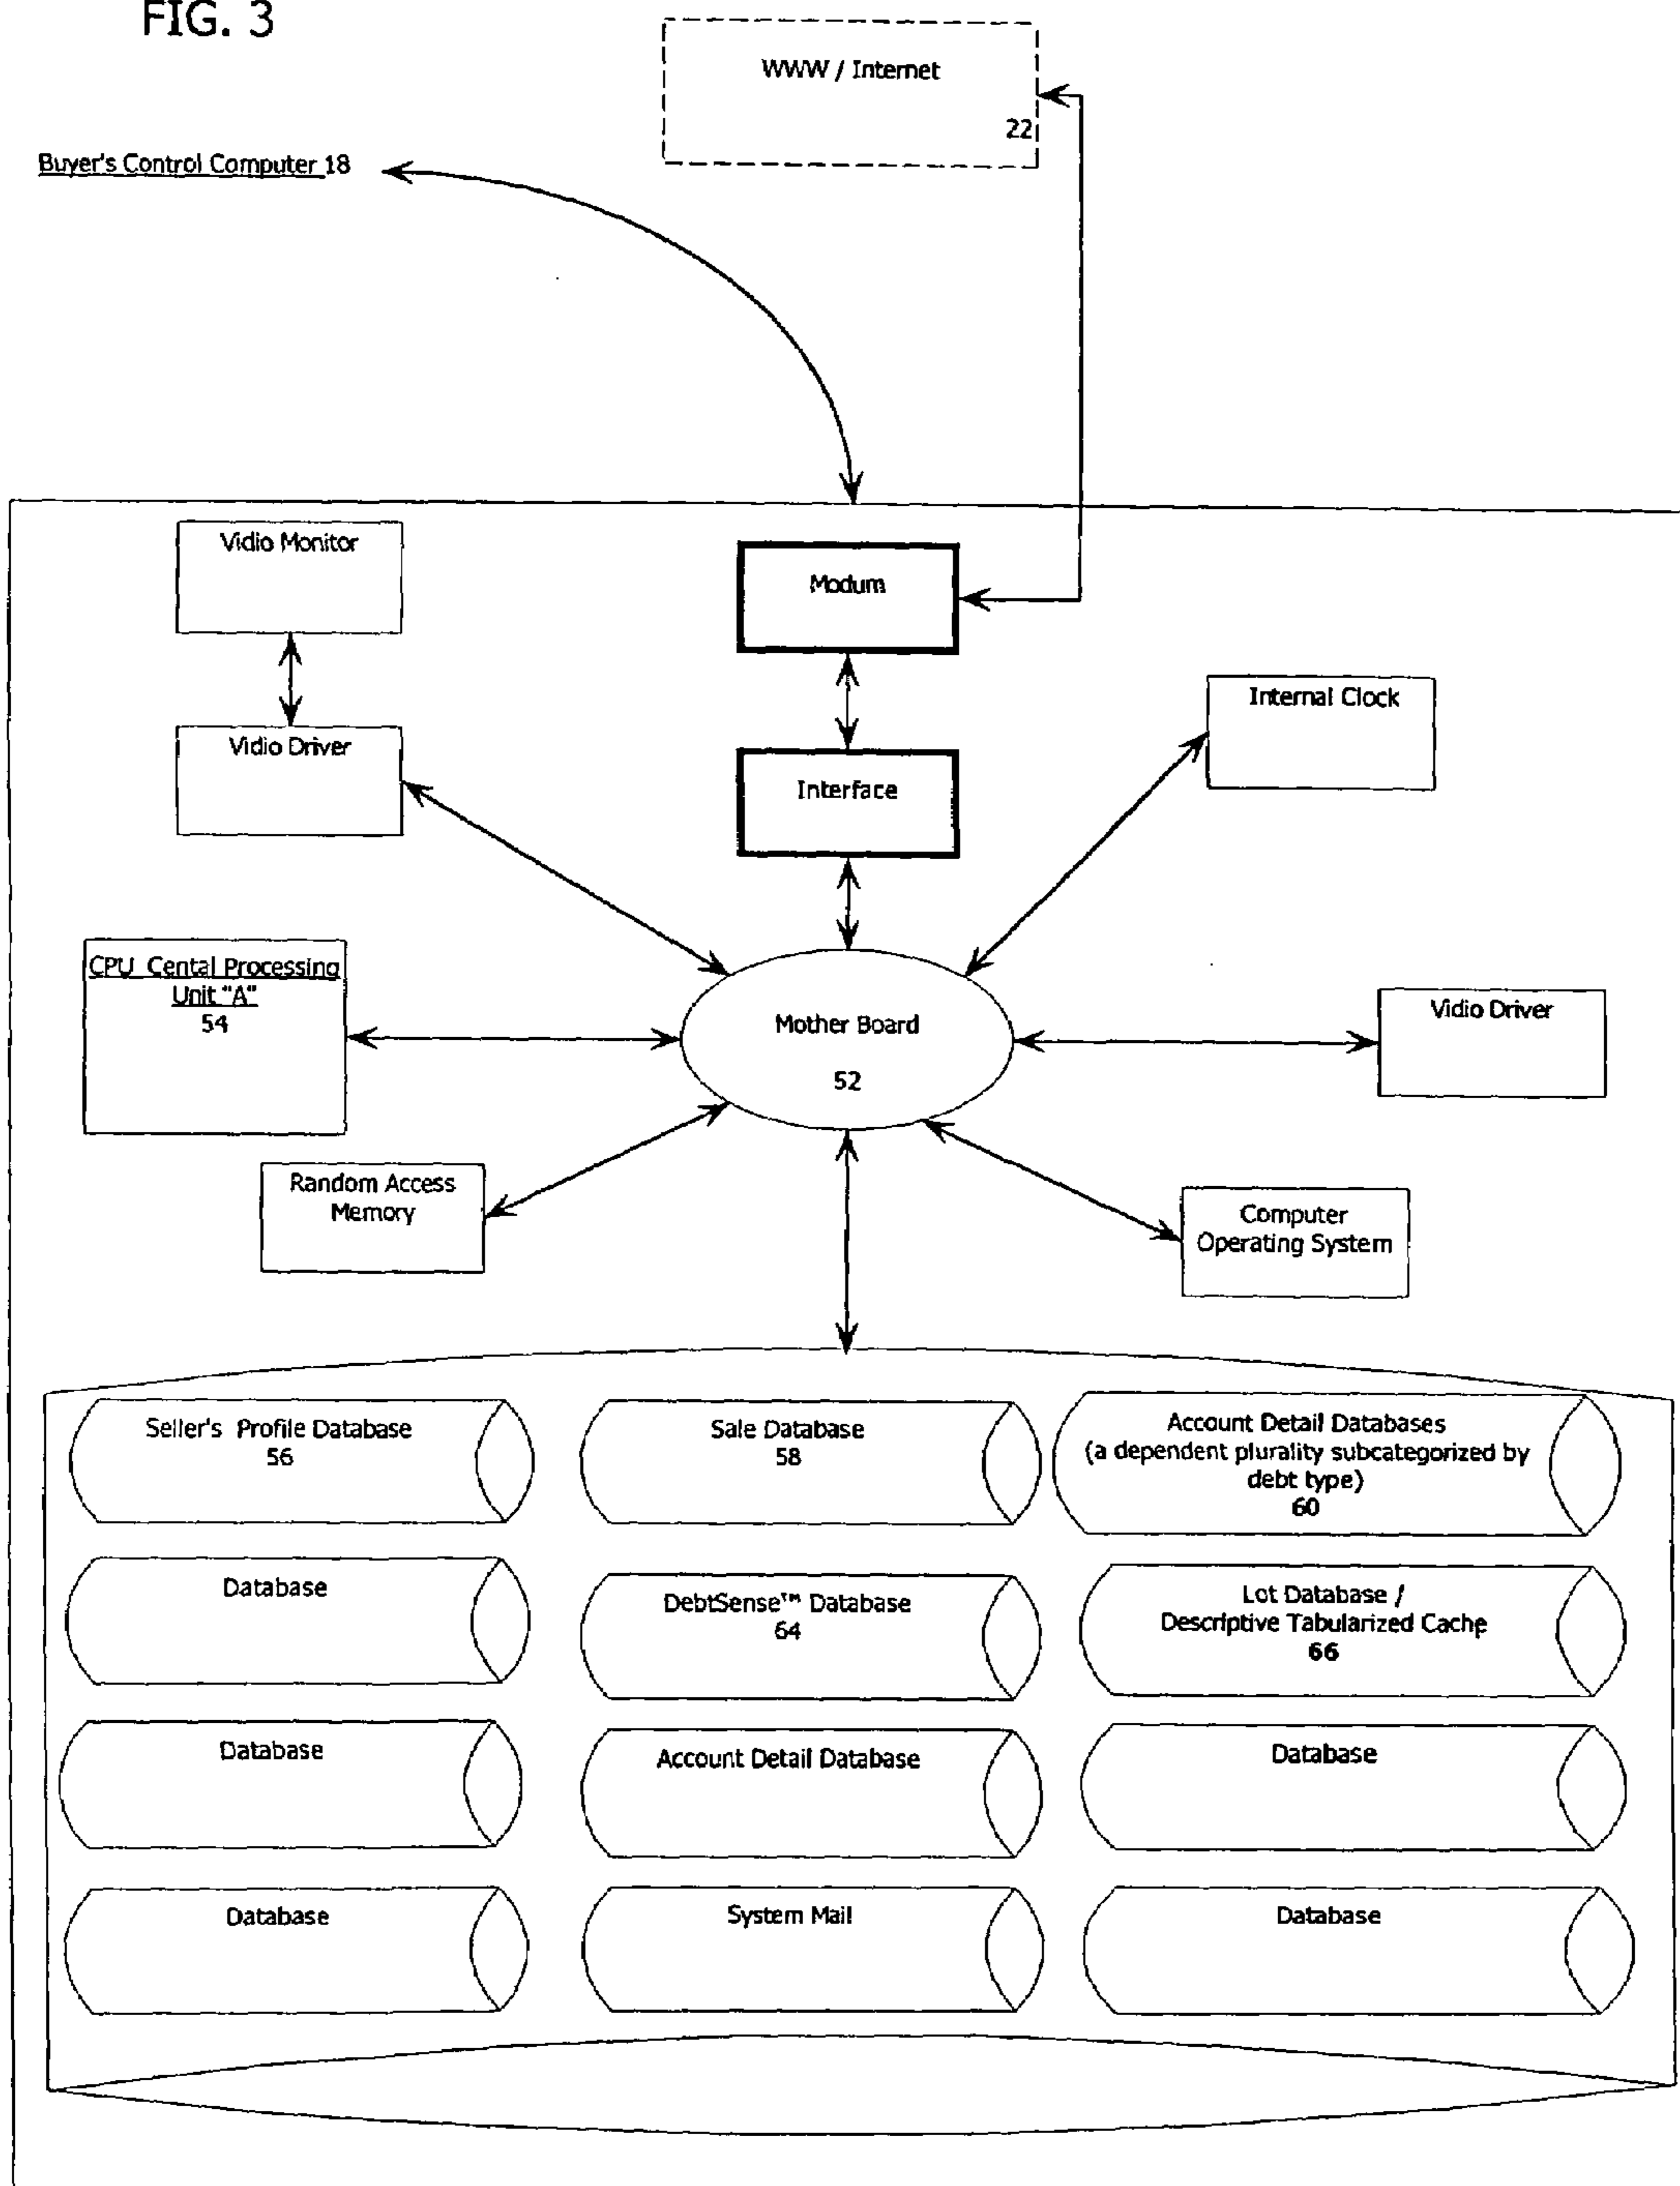 FIG. 3
WWW / Internet
22
Buyer's Control Computer 18
Vidio Monitor
Modum
Internal Clock
Vidio Driver
Interface
CPU Cental Processing
Unit "A"
54
Mother Board
52
Vidio Driver
Random Access
Memory
Computer
Operating System
Seller's Profile Database
56
Sale Database
58
Account Detail Databases
(a dependent plurality subcategorized by
debt type)
60
Database
DebtSense™ Database
64
Lot Database /
Descriptive Tabularized Cache
66
Database
Account Detail Database
Database
Database
System Mail
Database